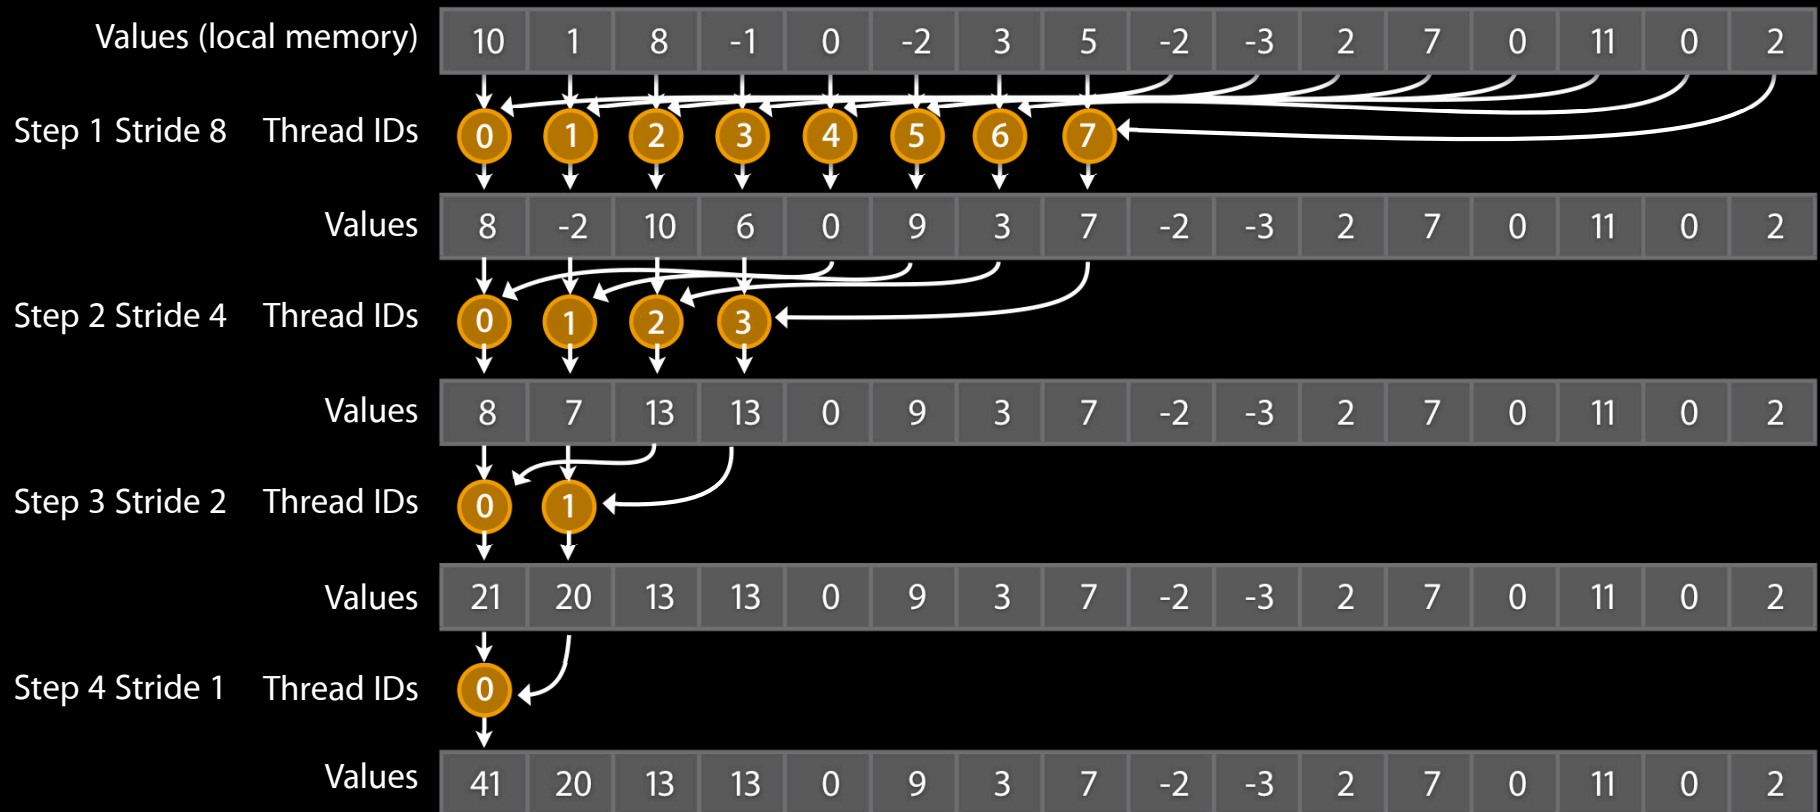 Values (local memory) 10 1 8 -1 0 -2 3 5 -2 -3 2 7 0 11 0 2
Step 1 Stride 8 Thread IDs 0 1 2 3 4 5 6 7
Values 8 -2 10 6 0 9 3 7 -2 -3 2 7 0 11 0 2
Step 2 Stride 4 Thread IDs 0 1 2 3
Values 8 7 13 13 0 9 3 7 -2 -3 2 7 0 11 0 2
Step 3 Stride 2 Thread IDs 0 1
Values 21 20 13 13 0 9 3 7 -2 -3 2 7 0 11 0 2
Step 4 Stride 1 Thread IDs 0
Values 41 20 13 13 0 9 3 7 -2 -3 2 7 0 11 0 2